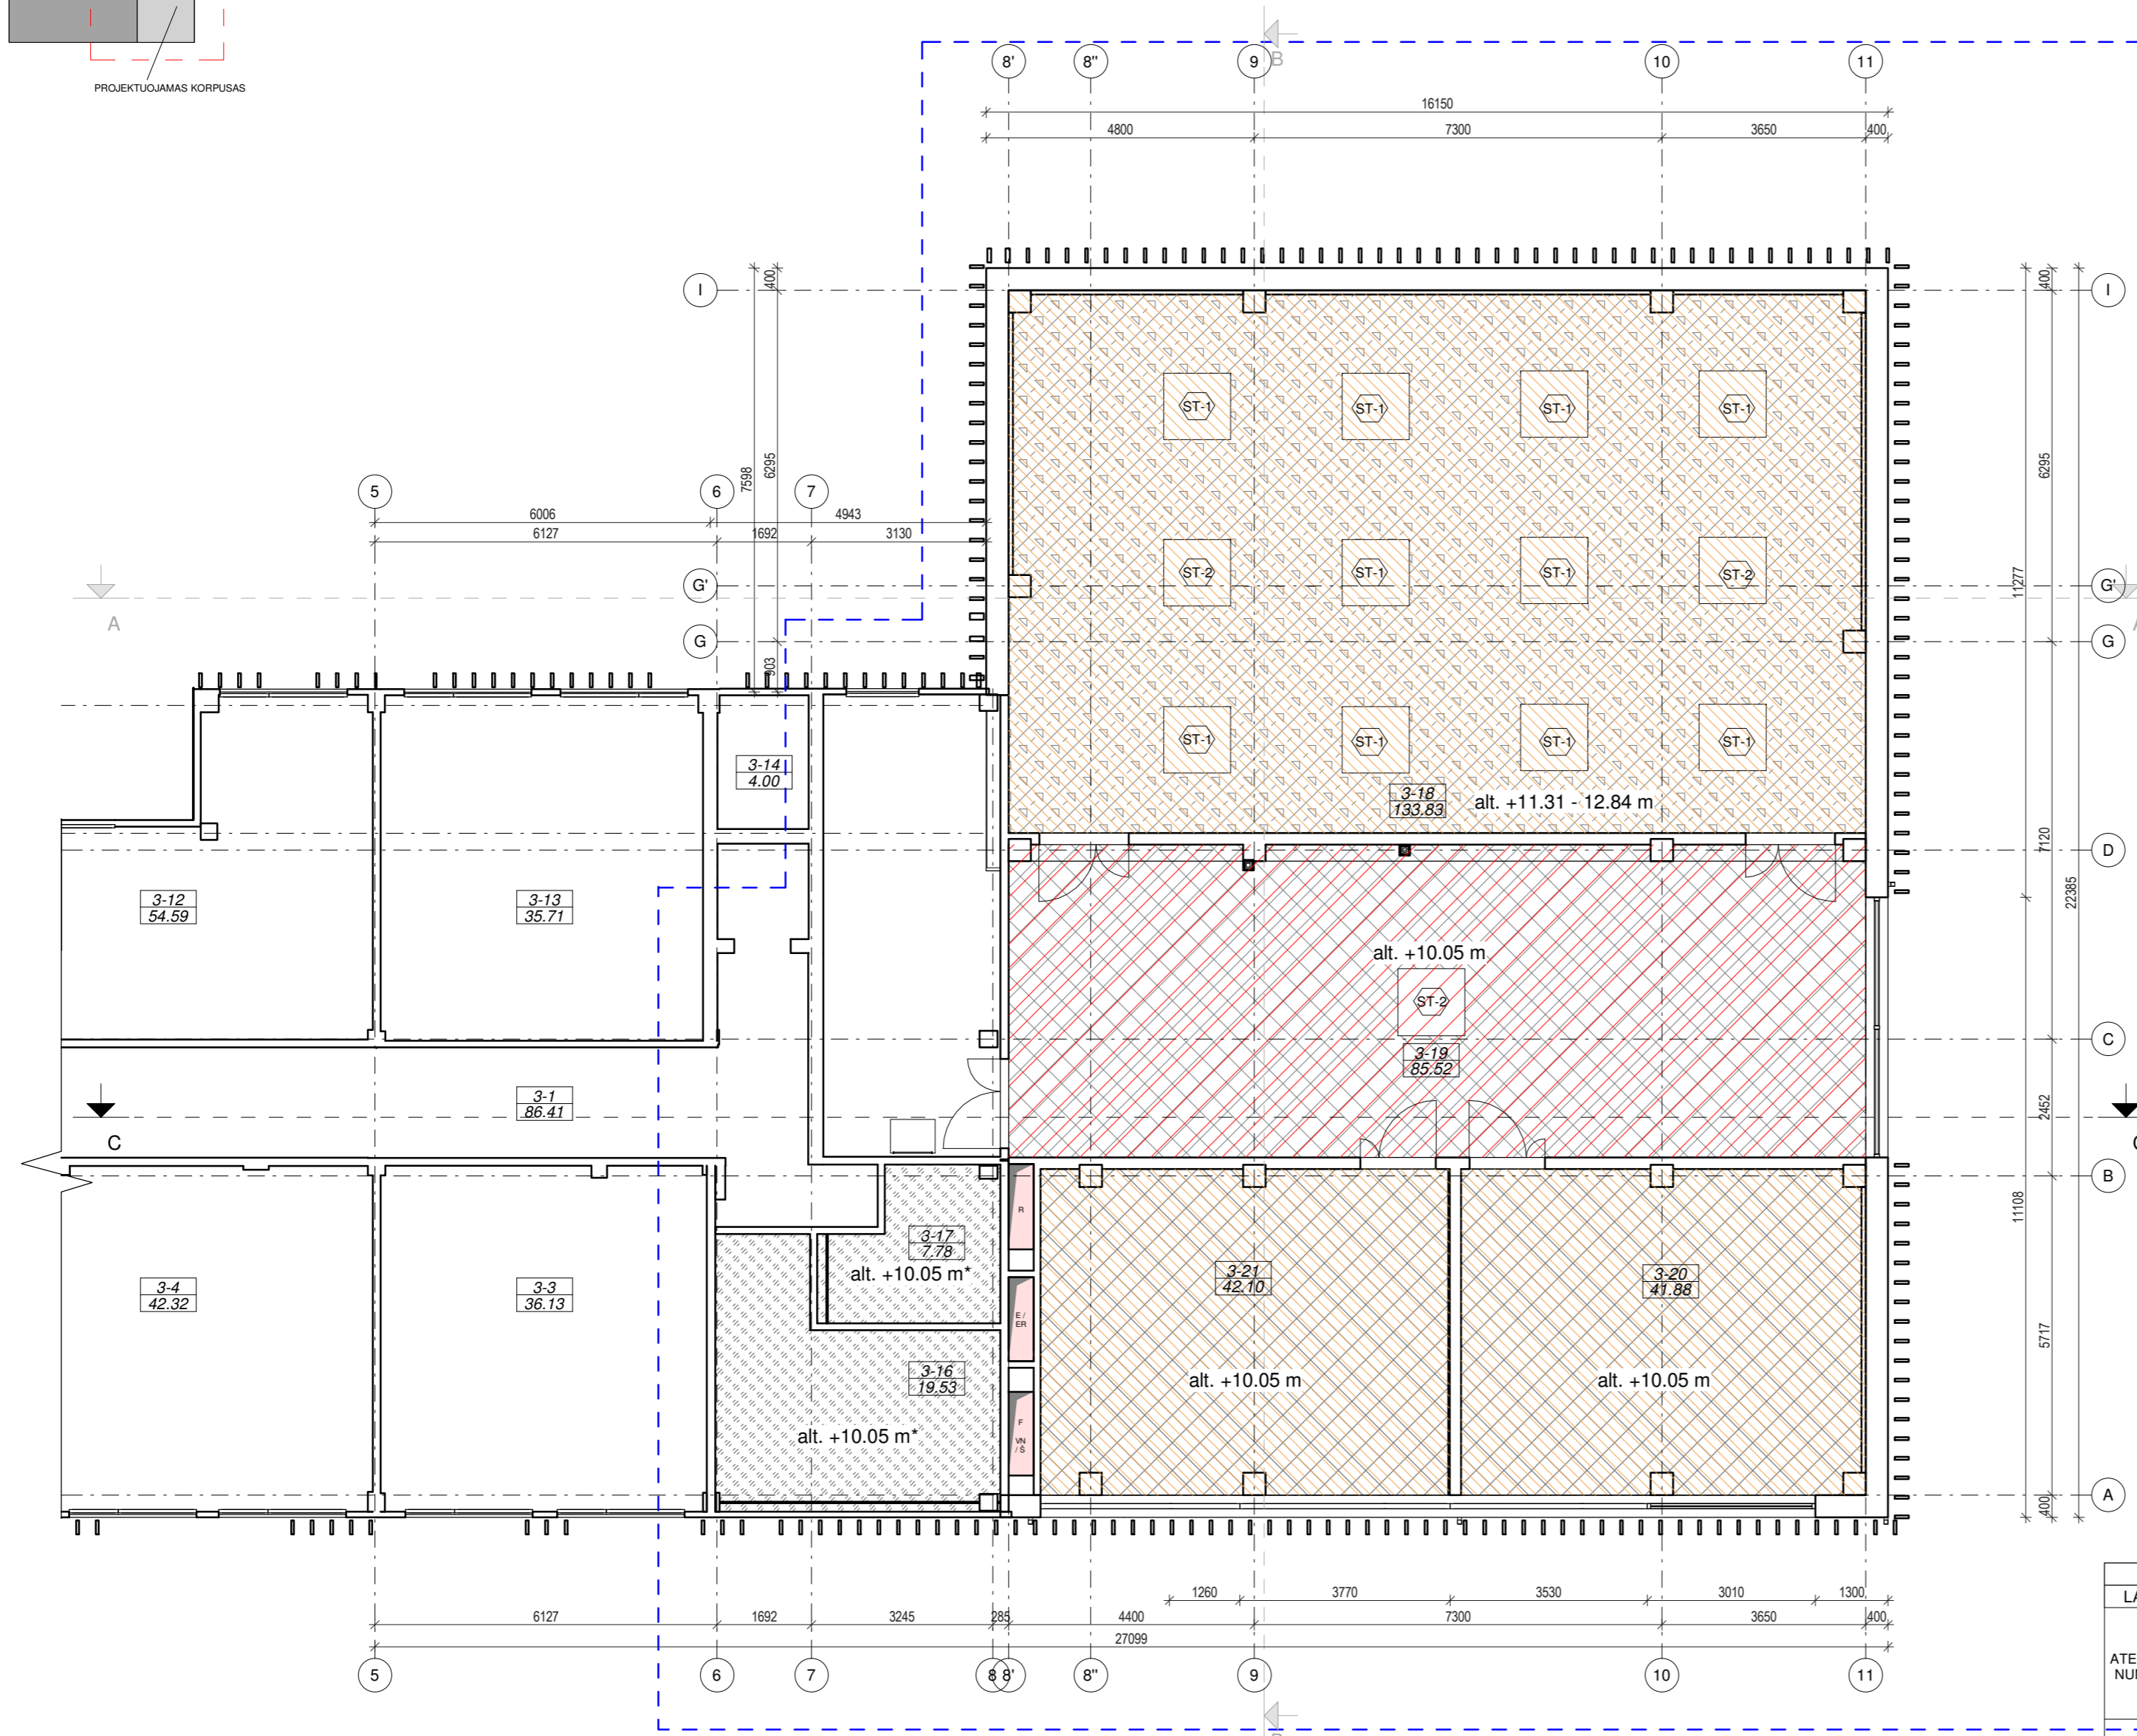 PROJEKTUOJAMAS KORPUSAS
B
8' 8" 9 10 11
16150
4800 7300 3650 400
I
400
7598
6295
903
5 6 7
6006 4943
6127 1692 3130
G'
G
A
ST-1 ST-1 ST-1 ST-1
ST-2 ST-1 ST-1 ST-2
ST-1 ST-1 ST-1 ST-1
3-18
133.83
alt. +11.31 - 12.84 m
I
400
6295
11277
G'
G
7120
D
22385
3-14
4.00
3-12
54.59
3-13
35.71
alt. +10.05 m
ST-2
3-19
85.52
C
3-1
86.41
C
2452
B
11108
5717
A
400
R
3-17
7.78
alt. +10.05 m*
3-4
42.32
3-3
36.13
E /
ER
3-21
42.10
3-20
41.88
3-16
19.53
alt. +10.05 m
alt. +10.05 m
F
VN
/ Š
alt. +10.05 m*
1260 3770 3530 3010 1300
6127 1692 3245 285 4400 7300 3650 400
27099
5 6 7 8 8' 8" 9 10 11